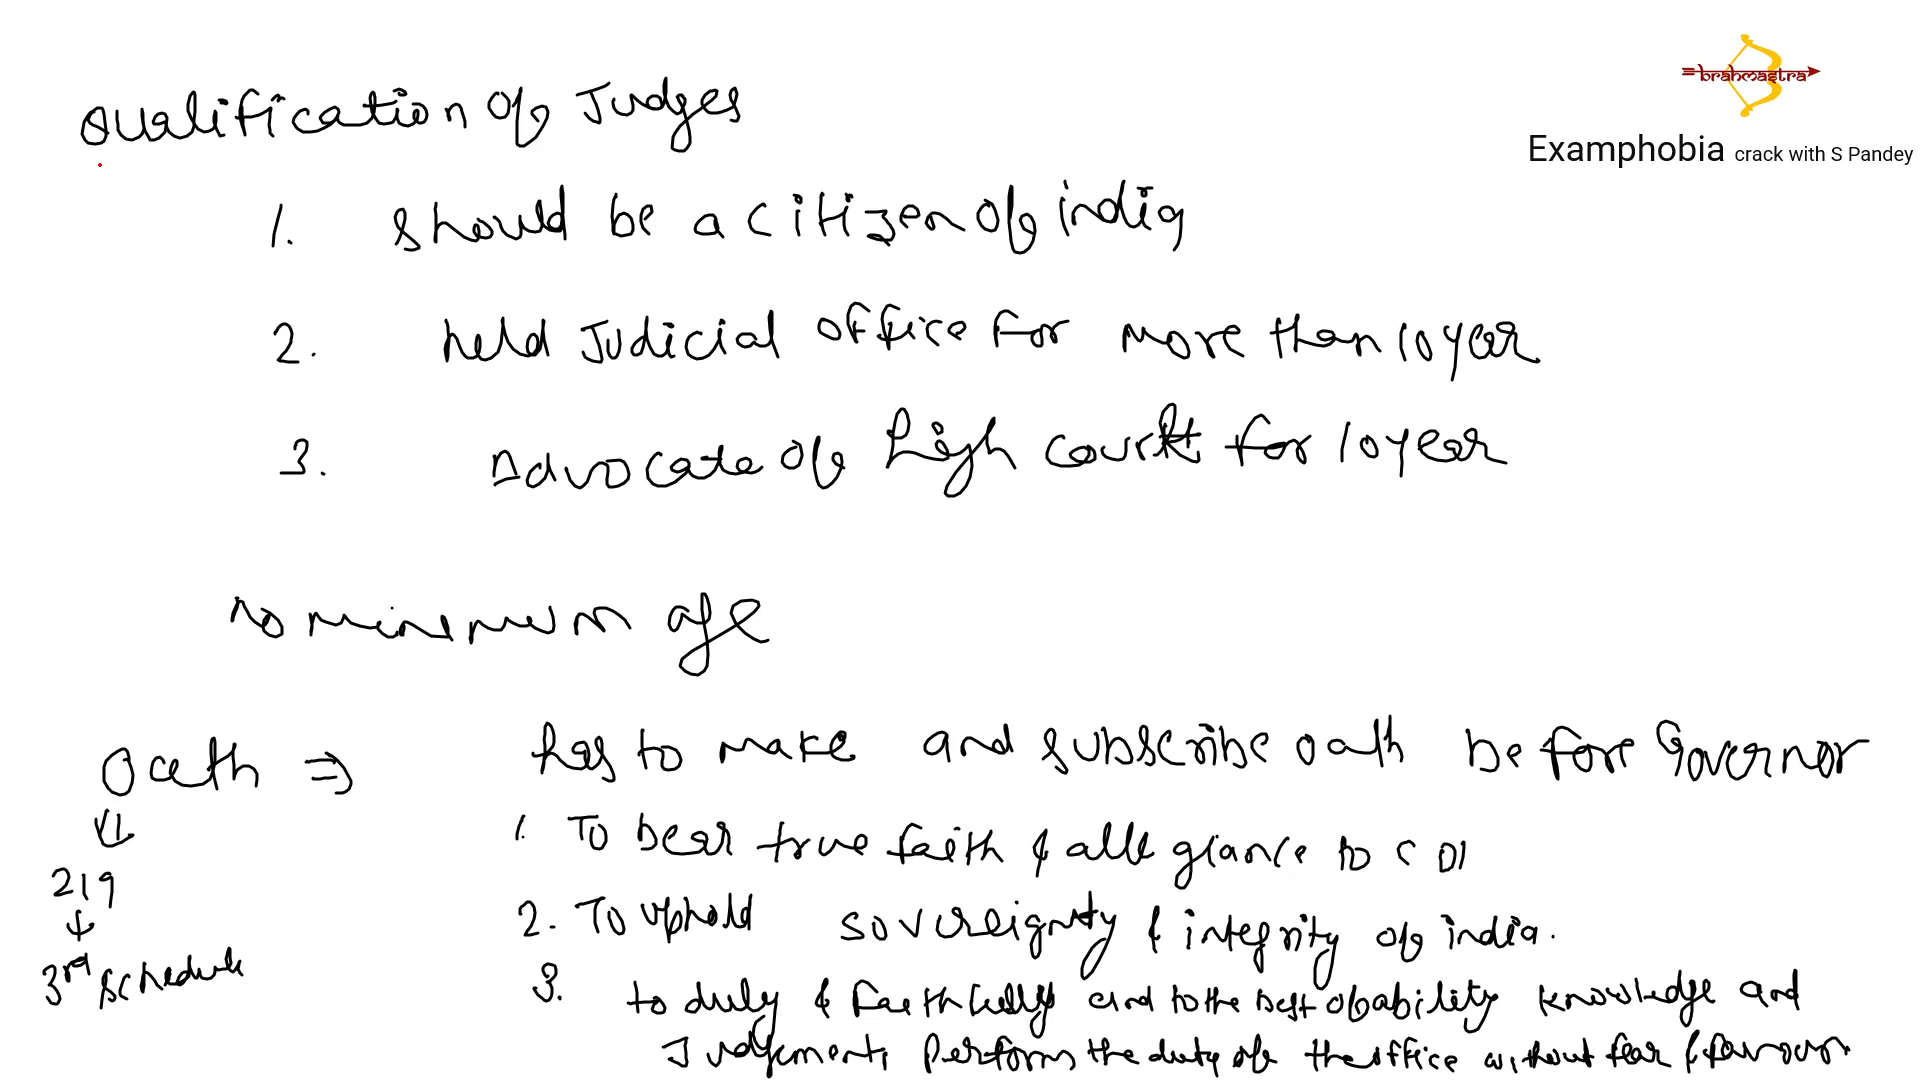 brahmastra
Examphobia crack with S Pandey
Qualification of Judges
1. should be a citizen of india
2. held Judicial office for more than 10 year
3. Advocate of high court for 10 year
no minimum age
Oath ⇒ has to make and subscribe oath before Governor
↓
219
↓
3rd schedule
1. To bear true faith & allegiance to COI
2. To uphold sovereignty & integrity of india.
3. to duly & faithfully and to the best of ability knowledge and
Judgement, perform the duty of the office without fear & favour